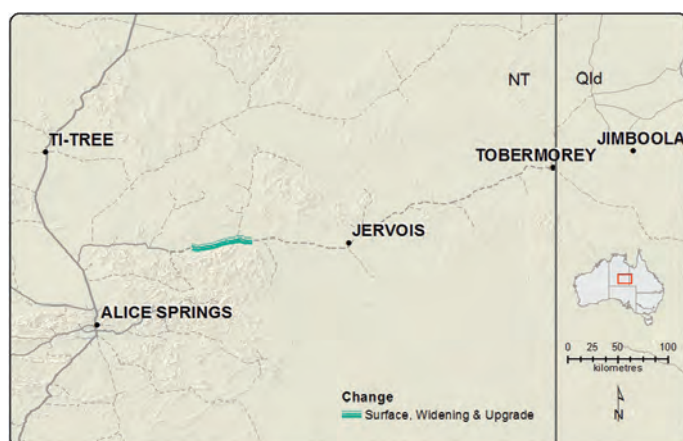 NT
Qld
TI-TREE
JIMBOOLA
TOBERMOREY
JERVOIS
ALICE SPRINGS
0 25 50 100
kilometres
Change
Surface, Widening & Upgrade
N